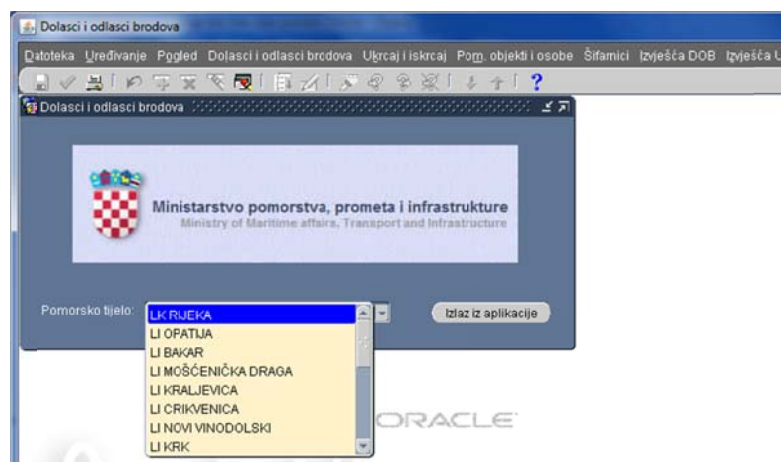 Dolasci i odlasci brodova
Datoteka Uređivanje Pogled Dolasci i odlasci brodova Ukrcaj i iskrcaj Pom. objekti i osobe Šifarnici Izvješća DOB Izvješća U
?
Dolasci i odlasci brodova
Ministarstvo pomorstva, prometa i infrastrukture
Ministry of Maritime affairs, Transport and Infrastructure
Pomorsko tijelo: LK RIJEKA Izlaz iz aplikacije
LI OPATIJA
LI BAKAR
LI MOŠĆENIČKA DRAGA
LI KRALJEVICA
LI CRIKVENICA
LI NOVI VINODOLSKI
LI KRK
ORACLE